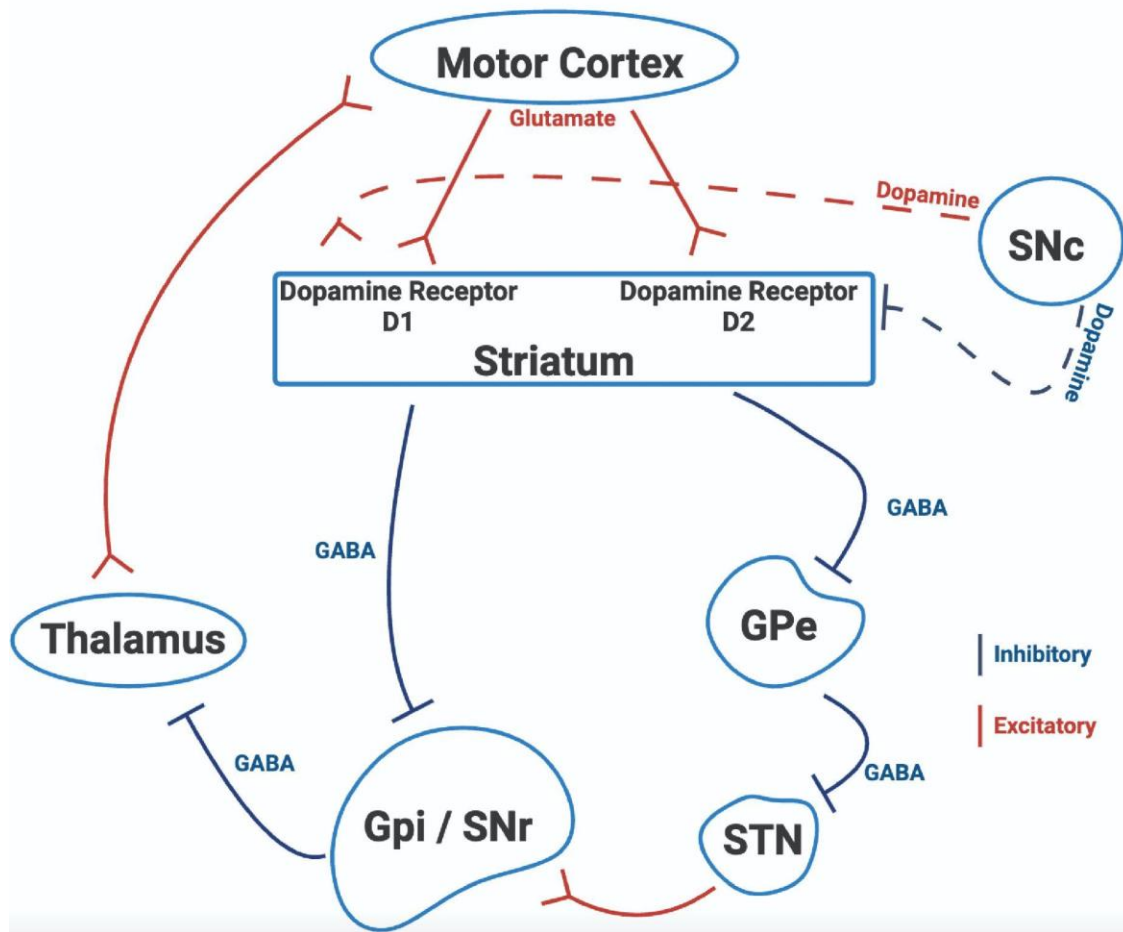 Motor Cortex
Glutamate
Dopamine
SNc
Dopamine Receptor
D1
Dopamine Receptor
D2
Striatum
Dopamine
GABA
GABA
GPe
Thalamus
Inhibitory
Excitatory
GABA
GABA
Gpi / SNr
STN